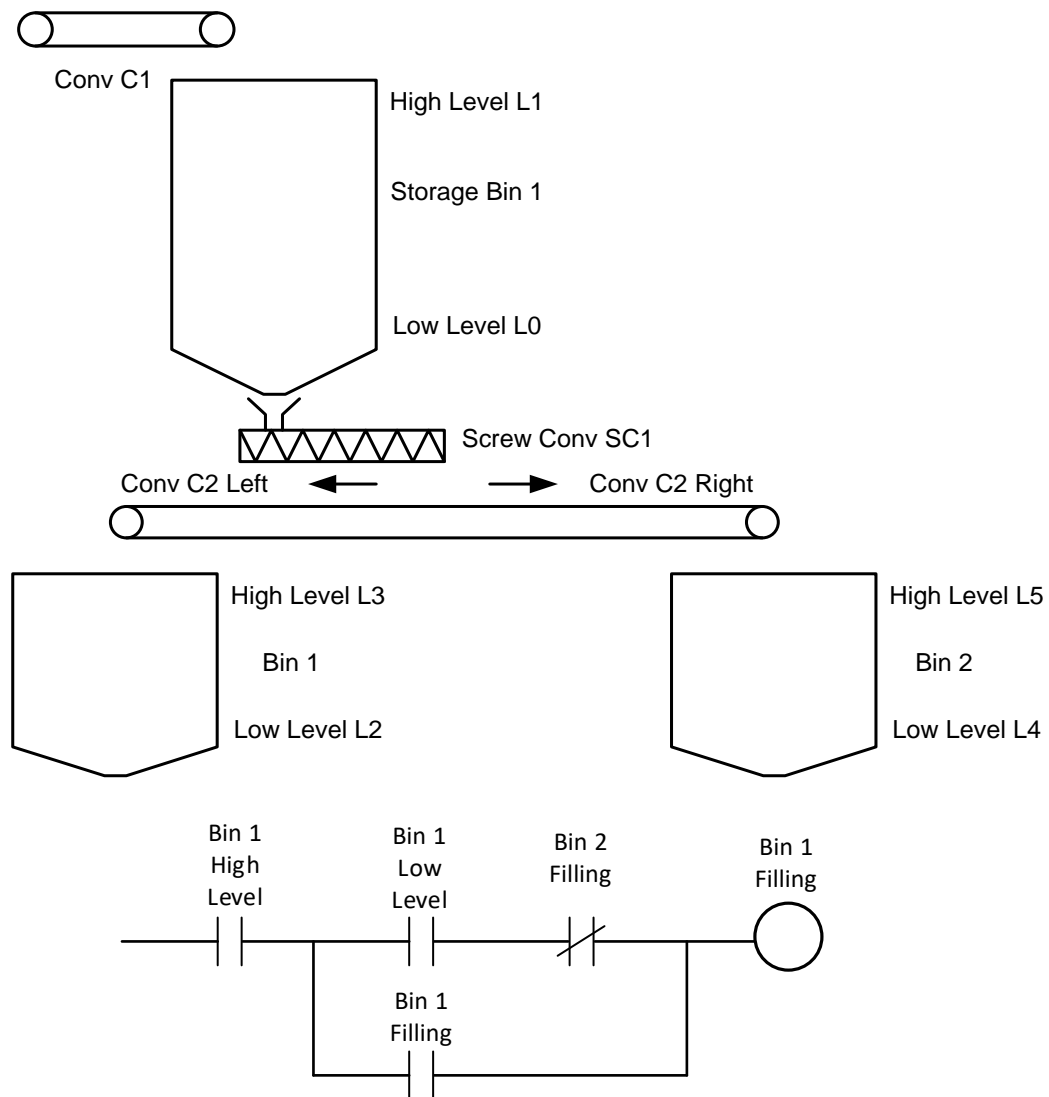 Conv C1
High Level L1
Storage Bin 1
Low Level L0
Screw Conv SC1
Conv C2 Left
Conv C2 Right
High Level L3
High Level L5
Bin 1
Bin 2
Low Level L2
Low Level L4
Bin 1
High
Level
Bin 1
Low
Level
Bin 2
Filling
Bin 1
Filling
Bin 1
Filling